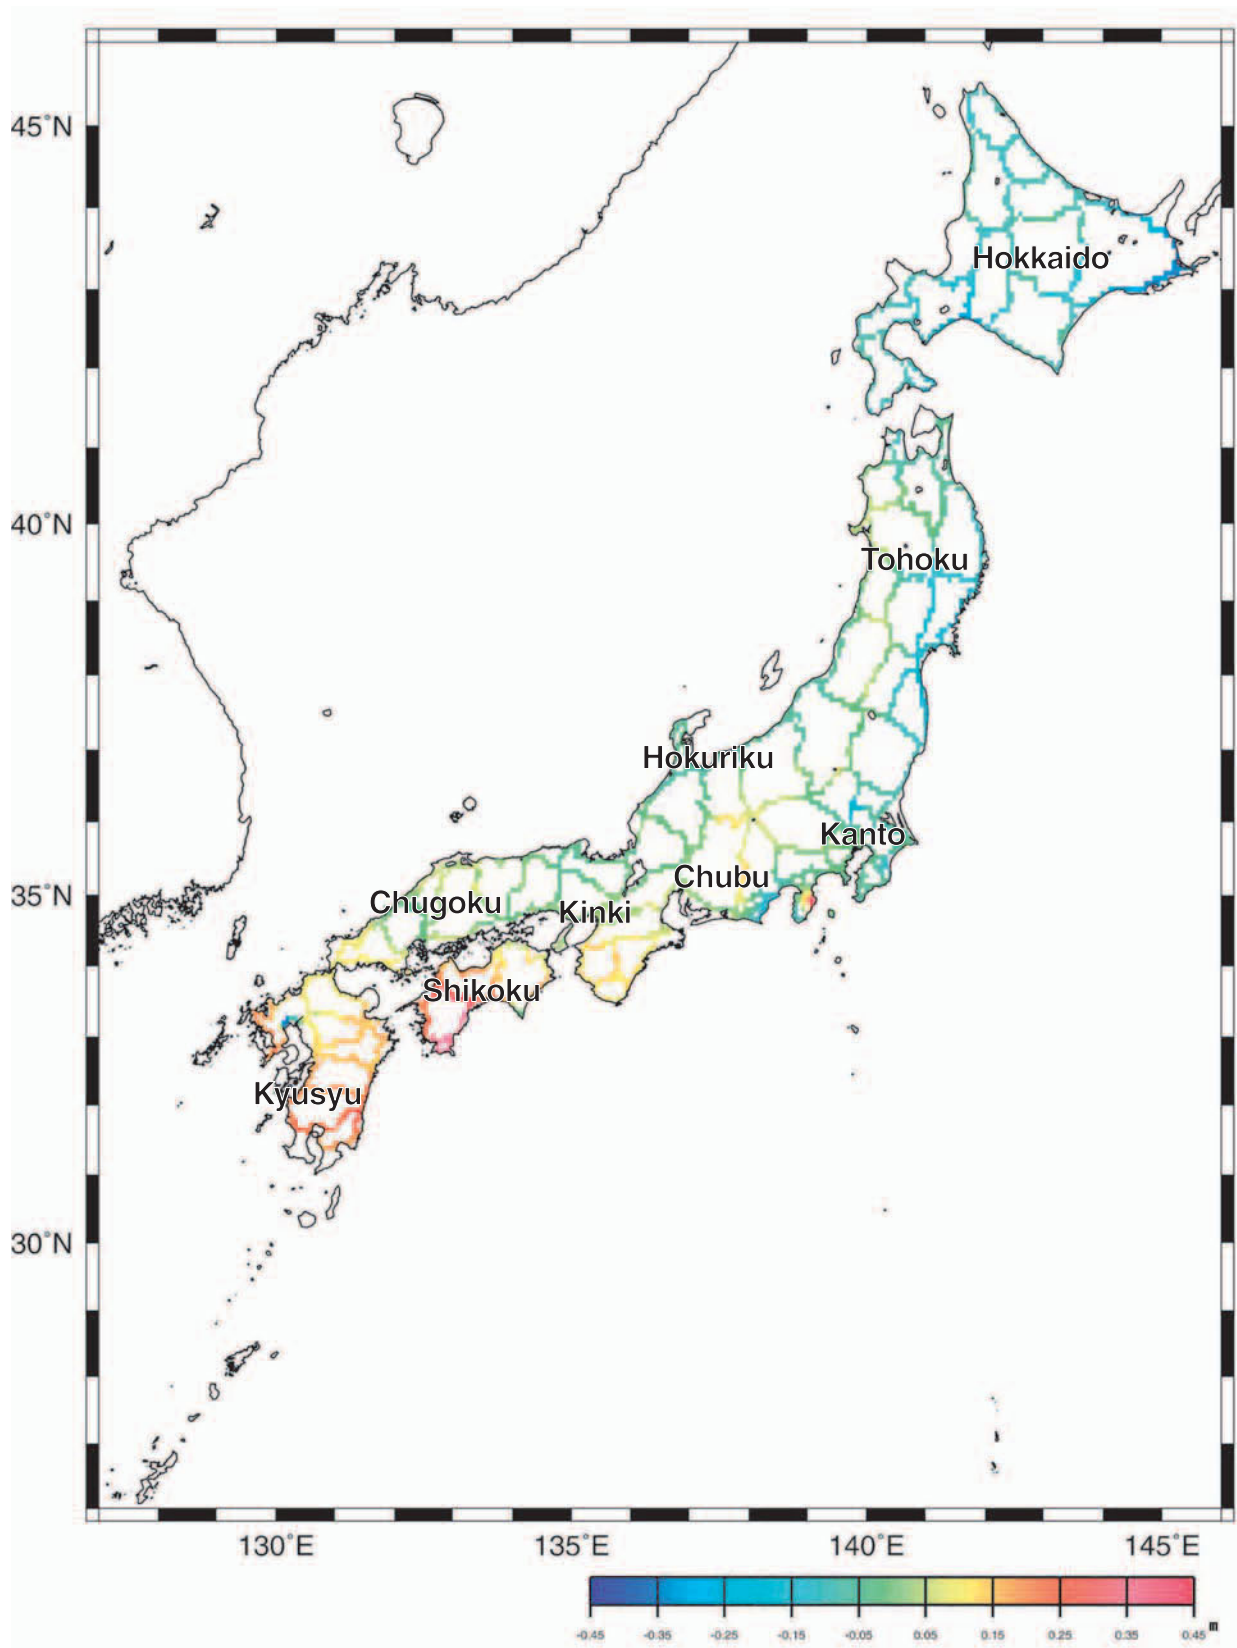 45°N
Hokkaido
40°N
Tohoku
Hokuriku
Kanto
Chubu
35°N
Chugoku
Kinki
Shikoku
Kyusyu
30°N
130°E 135°E 140°E 145°E
-0.45 -0.35 -0.25 -0.15 -0.05 0.05 0.15 0.25 0.35 0.45 m